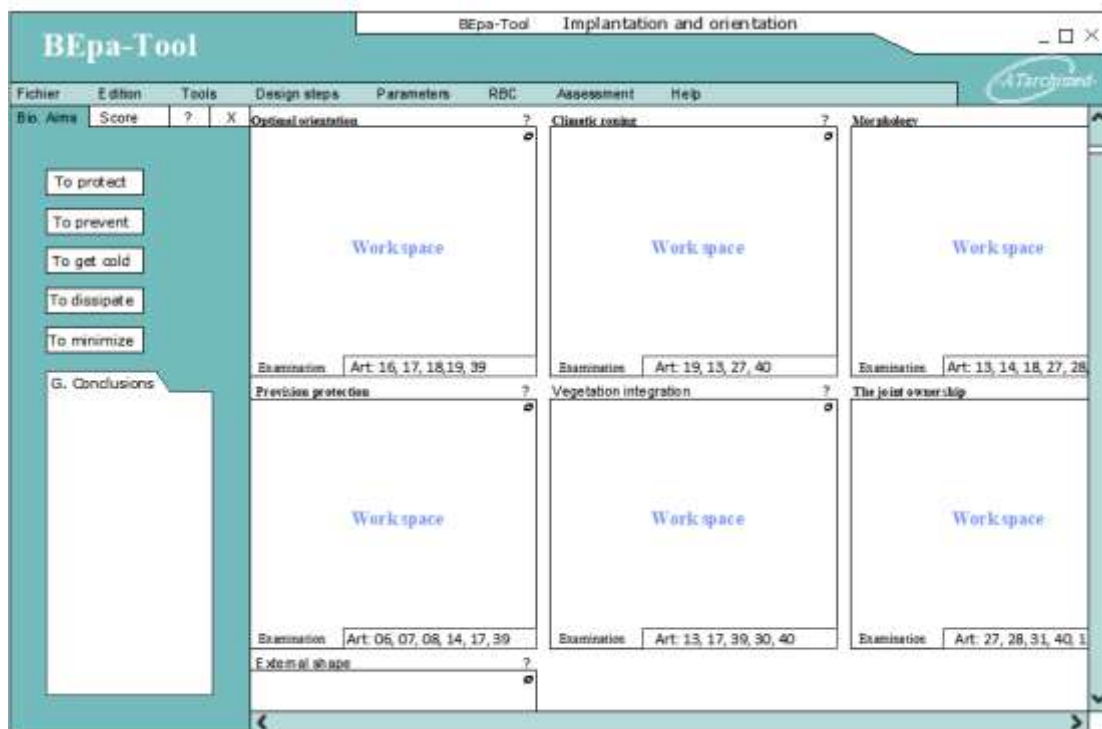 BEpa-Tool Implantation and orientation
BEpa-Tool
ATarchimed
Fichier Edition Tools Design steps Parameters RBC Assessment Help
Bio. Aims Score ? X
To protect
To prevent
To get cold
To dissipate
To minimize
G. Conclusions
Optimal orientation ?
Work space
Examination Art: 16, 17, 18,19, 39
Climatic zoning ?
Work space
Examination Art: 19, 13, 27, 40
Morphology
Work space
Examination Art: 13, 14, 18, 27, 28,
Provision protection ?
Work space
Examination Art: 06, 07, 08, 14, 17, 39
Vegetation integration ?
Work space
Examination Art: 13, 17, 39, 30, 40
The joint ownership
Work space
Examination Art: 27, 28, 31, 40, 1
External shape ?